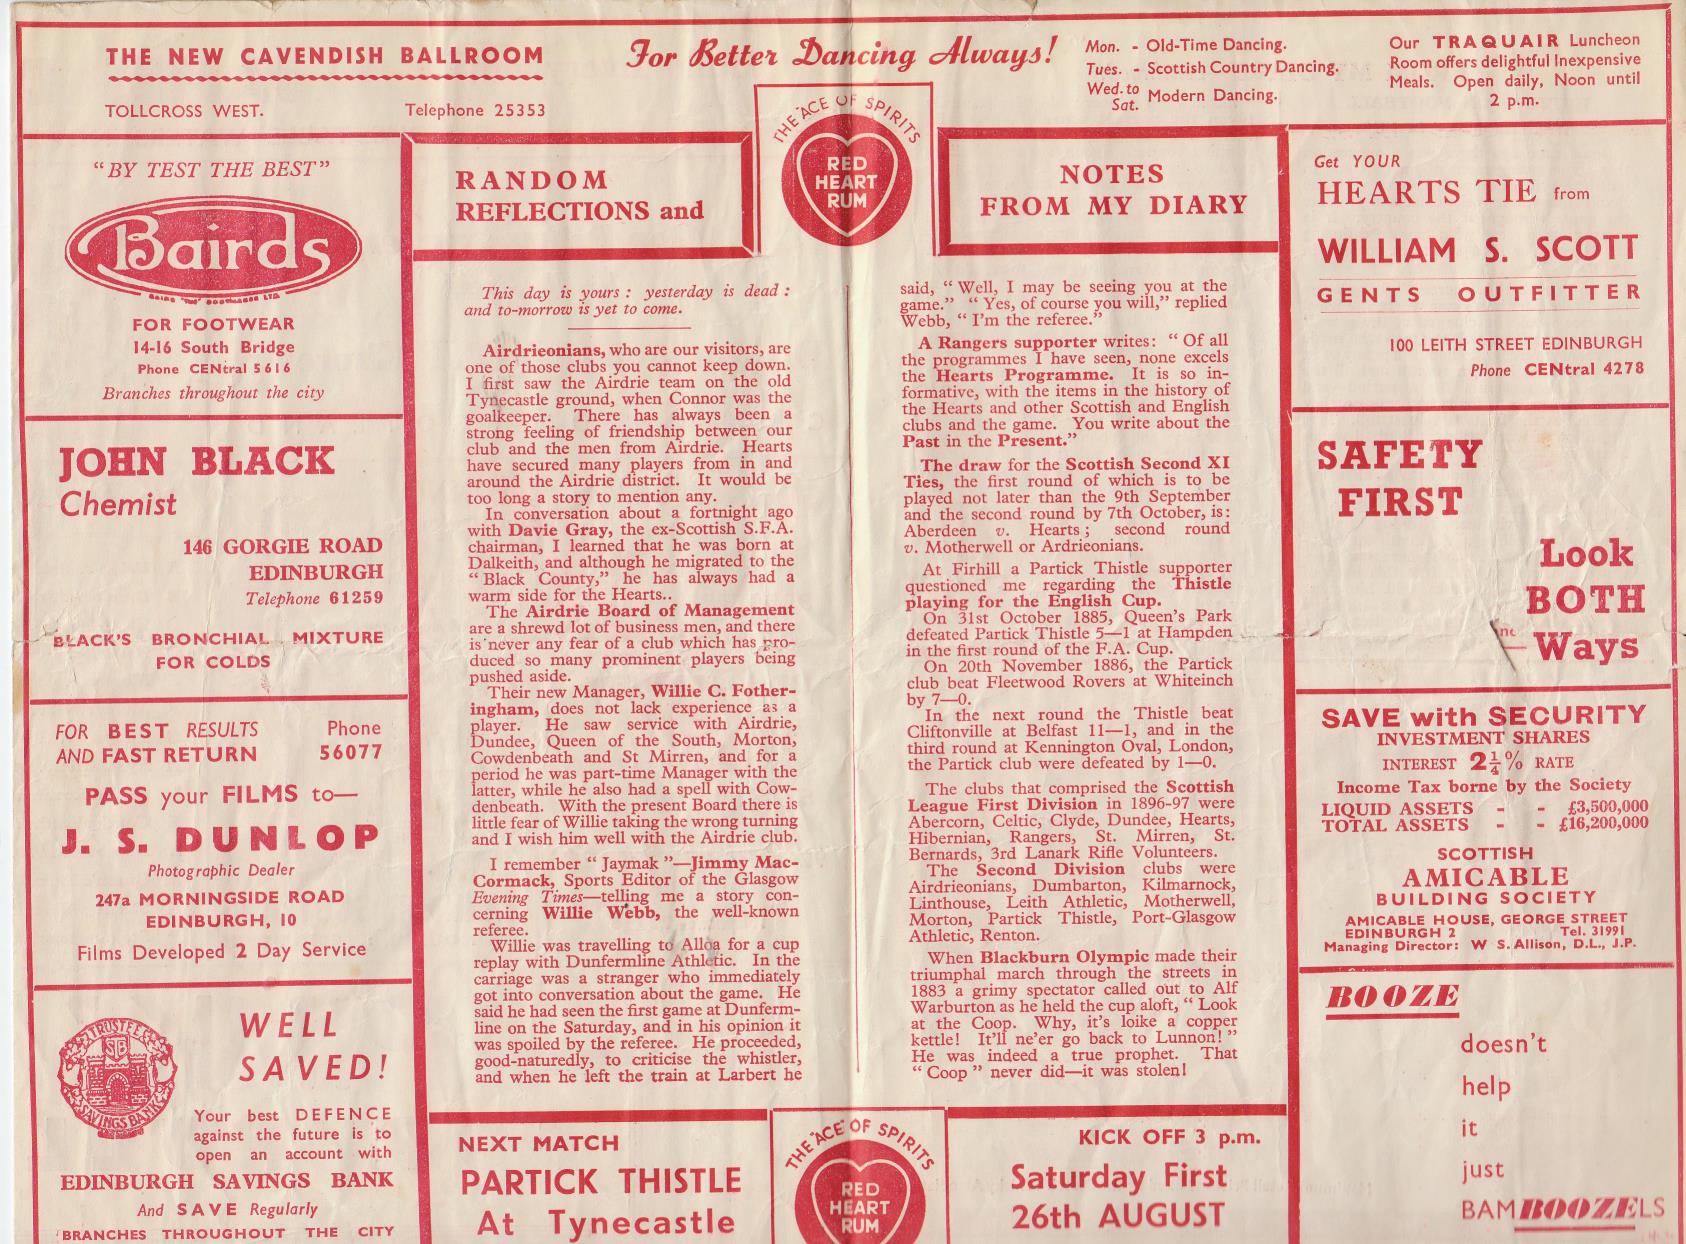 THE NEW CAVENDISH BALLROOM
TOLLCROSS WEST. Telephone 25353
For Better Dancing Always!
Mon. - Old-Time Dancing.
Tues. - Scottish Country Dancing.
Wed. to Sat. Modern Dancing.
Our TRAQUAIR Luncheon
Room offers delightful Inexpensive
Meals. Open daily, Noon until
2 p.m.
"BY TEST THE BEST"
Bairds
FOR FOOTWEAR
14-16 South Bridge
Phone CENtral 5616
Branches throughout the city
JOHN BLACK
Chemist
146 GORGIE ROAD
EDINBURGH
Telephone 61259
BLACK'S BRONCHIAL MIXTURE
FOR COLDS
FOR BEST RESULTS Phone
AND FAST RETURN 56077
PASS your FILMS to—
J. S. DUNLOP
Photographic Dealer
247a MORNINGSIDE ROAD
EDINBURGH, 10
Films Developed 2 Day Service
TRUSTEE
SB
SAVINGS BANK
WELL
SAVED!
Your best DEFENCE
against the future is to
open an account with
EDINBURGH SAVINGS BANK
And SAVE Regularly
BRANCHES THROUGHOUT THE CITY
RANDOM
REFLECTIONS and
THE "ACE OF SPIRITS
RED
HEART
RUM
NOTES
FROM MY DIARY
This day is yours : yesterday is dead :
and to-morrow is yet to come.
Airdrieonians, who are our visitors, are
one of those clubs you cannot keep down.
I first saw the Airdrie team on the old
Tynecastle ground, when Connor was the
goalkeeper. There has always been a
strong feeling of friendship between our
club and the men from Airdrie. Hearts
have secured many players from in and
around the Airdrie district. It would be
too long a story to mention any.
In conversation about a fortnight ago
with Davie Gray, the ex-Scottish S.F.A.
chairman, I learned that he was born at
Dalkeith, and although he migrated to the
"Black County," he has always had a
warm side for the Hearts..
The Airdrie Board of Management
are a shrewd lot of business men, and there
is never any fear of a club which has pro-
duced so many prominent players being
pushed aside.
Their new Manager, Willie C. Fother-
ingham, does not lack experience as a
player. He saw service with Airdrie,
Dundee, Queen of the South, Morton,
Cowdenbeath and St Mirren, and for a
period he was part-time Manager with the
latter, while he also had a spell with Cow-
denbeath. With the present Board there is
little fear of Willie taking the wrong turning
and I wish him well with the Airdrie club.
I remember "Jaymak"—Jimmy Mac-
Cormack, Sports Editor of the Glasgow
Evening Times—telling me a story con-
cerning Willie Webb, the well-known
referee.
Willie was travelling to Alloa for a cup
replay with Dunfermline Athletic. In the
carriage was a stranger who immediately
got into conversation about the game. He
said he had seen the first game at Dunferm-
line on the Saturday, and in his opinion it
was spoiled by the referee. He proceeded,
good-naturedly, to criticise the whistler,
and when he left the train at Larbert he
said, "Well, I may be seeing you at the
game." "Yes, of course you will," replied
Webb, "I'm the referee."
A Rangers supporter writes: "Of all
the programmes I have seen, none excels
the Hearts Programme. It is so in-
formative, with the items in the history of
the Hearts and other Scottish and English
clubs and the game. You write about the
Past in the Present."
The draw for the Scottish Second XI
Ties, the first round of which is to be
played not later than the 9th September
and the second round by 7th October, is:
Aberdeen v. Hearts; second round
v. Motherwell or Ardrieonians.
At Firhill a Partick Thistle supporter
questioned me regarding the Thistle
playing for the English Cup.
On 31st October 1885, Queen's Park
defeated Partick Thistle 5—1 at Hampden
in the first round of the F.A. Cup.
On 20th November 1886, the Partick
club beat Fleetwood Rovers at Whiteinch
by 7—0.
In the next round the Thistle beat
Cliftonville at Belfast 11—1, and in the
third round at Kennington Oval, London,
the Partick club were defeated by 1—0.
The clubs that comprised the Scottish
League First Division in 1896-97 were
Abercorn, Celtic, Clyde, Dundee, Hearts,
Hibernian, Rangers, St. Mirren, St.
Bernards, 3rd Lanark Rifle Volunteers.
The Second Division clubs were
Airdrieonians, Dumbarton, Kilmarnock,
Linthouse, Leith Athletic, Motherwell,
Morton, Partick Thistle, Port-Glasgow
Athletic, Renton.
When Blackburn Olympic made their
triumphal march through the streets in
1883 a grimy spectator called out to Alf
Warburton as he held the cup aloft, "Look
at the Coop. Why, it's loike a copper
kettle! It'll ne'er go back to Lunnon!"
He was indeed a true prophet. That
"Coop" never did—it was stolen!
NEXT MATCH
PARTICK THISTLE
At Tynecastle
THE "ACE OF SPIRITS
RED
HEART
RUM
KICK OFF 3 p.m.
Saturday First
26th AUGUST
Get YOUR
HEARTS TIE from
WILLIAM S. SCOTT
GENTS OUTFITTER
100 LEITH STREET EDINBURGH
Phone CENtral 4278
SAFETY
FIRST
Look
BOTH
Ways
SAVE with SECURITY
INVESTMENT SHARES
INTEREST 2¼% RATE
Income Tax borne by the Society
LIQUID ASSETS - - £3,500,000
TOTAL ASSETS - - £16,200,000
SCOTTISH
AMICABLE
BUILDING SOCIETY
AMICABLE HOUSE, GEORGE STREET
EDINBURGH 2 Tel. 31991
Managing Director: W S. Allison, D.L., J.P.
BOOZE
doesn't
help
it
just
BAMBOOZELS